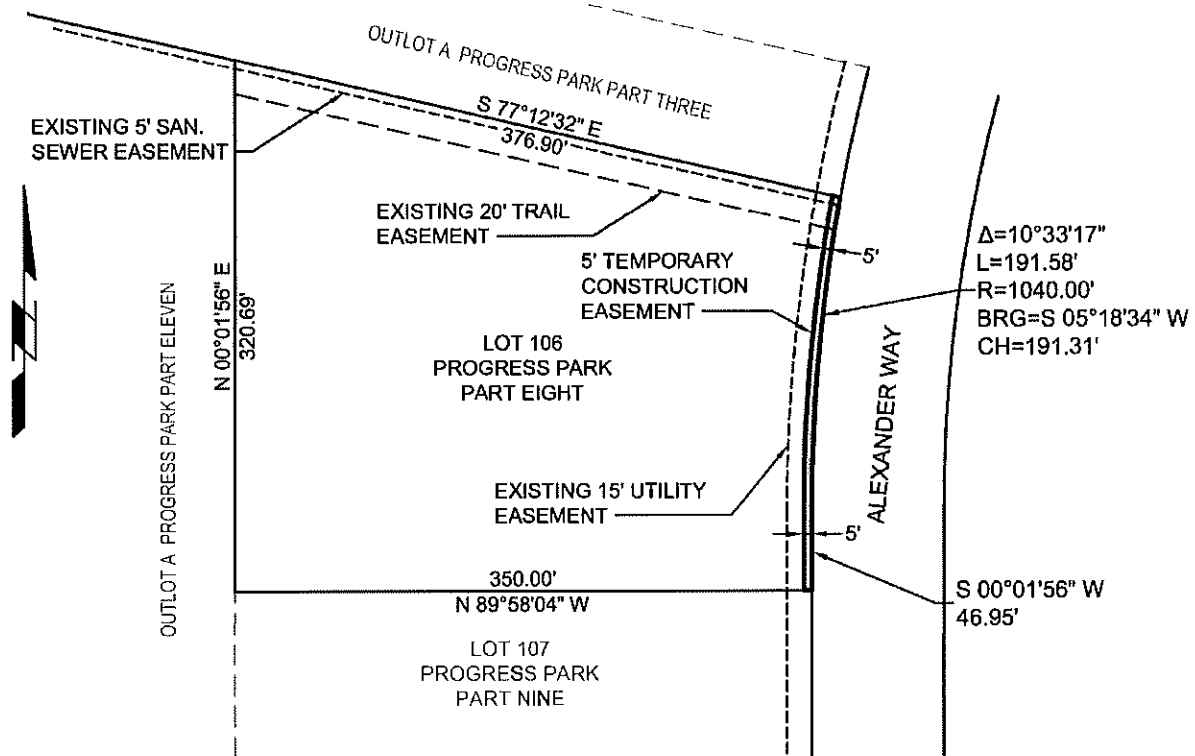 OUTLOT A PROGRESS PARK PART THREE
S 77°12'32" E
376.90'
EXISTING 5' SAN.
SEWER EASEMENT
EXISTING 20' TRAIL
EASEMENT
5'
5' TEMPORARY
CONSTRUCTION
EASEMENT
Δ=10°33'17"
L=191.58'
R=1040.00'
BRG=S 05°18'34" W
CH=191.31'
N
OUTLOT A PROGRESS PARK PART ELEVEN
N 00°01'56" E
320.69'
LOT 106
PROGRESS PARK
PART EIGHT
ALEXANDER WAY
EXISTING 15' UTILITY
EASEMENT
5'
350.00'
N 89°58'04" W
S 00°01'56" W
46.95'
LOT 107
PROGRESS PARK
PART NINE